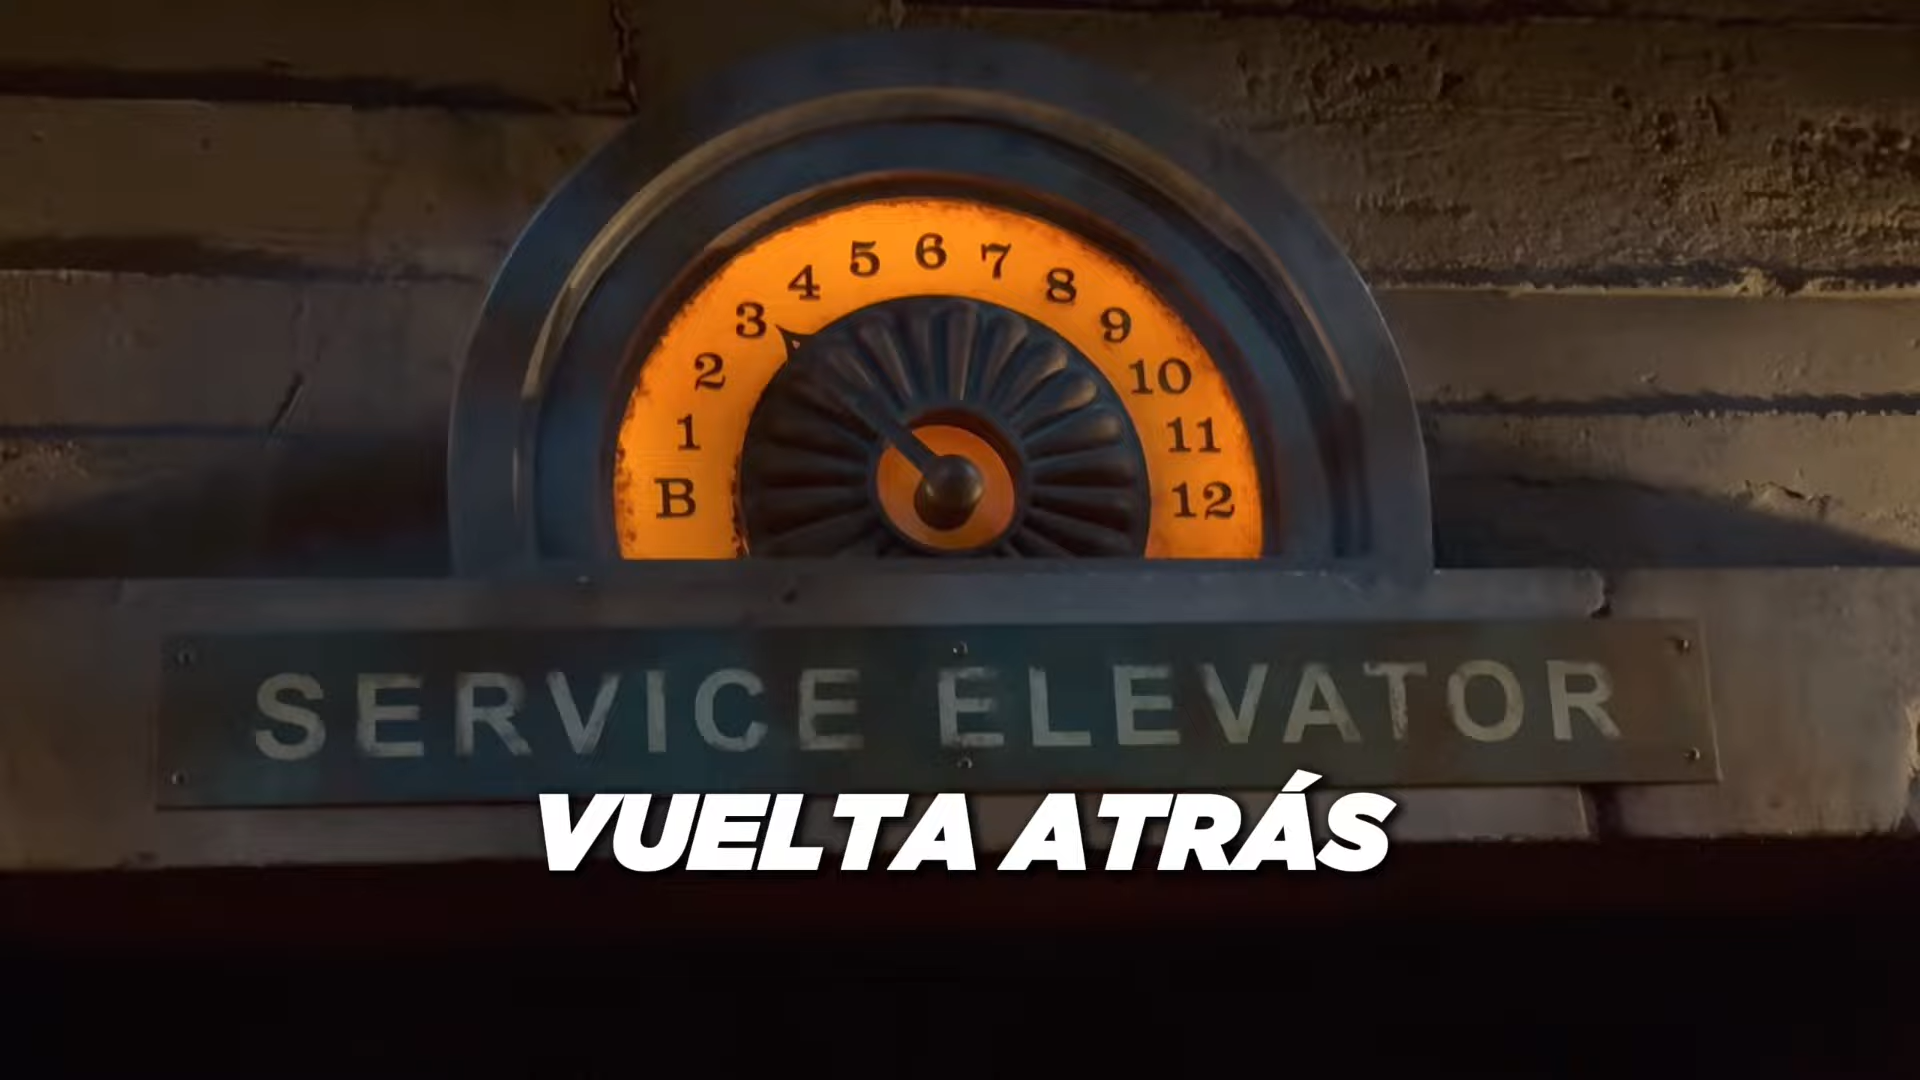 B 1 2 3 4 5 6 7 8 9 10 11 12
SERVICE ELEVATOR
VUELTA ATRÁS